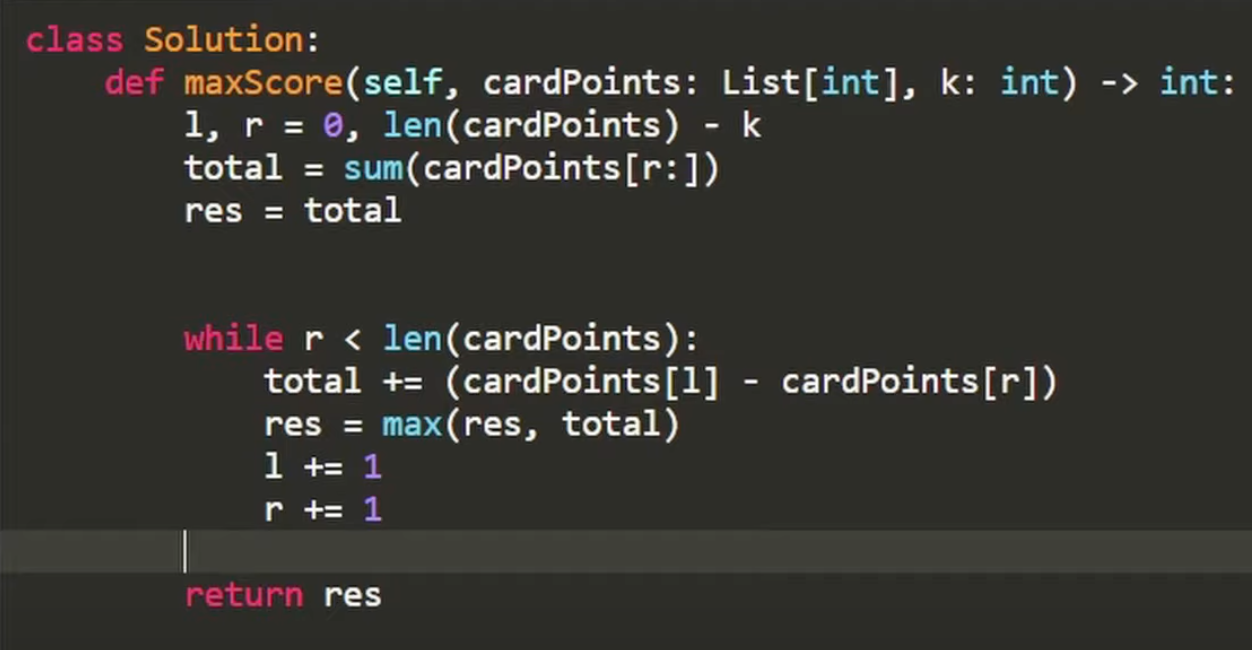 class Solution:
    def maxScore(self, cardPoints: List[int], k: int) -> int:
        l, r = 0, len(cardPoints) - k
        total = sum(cardPoints[r:])
        res = total
        while r < len(cardPoints):
            total += (cardPoints[l] - cardPoints[r])
            res = max(res, total)
            l += 1
            r += 1
        return res